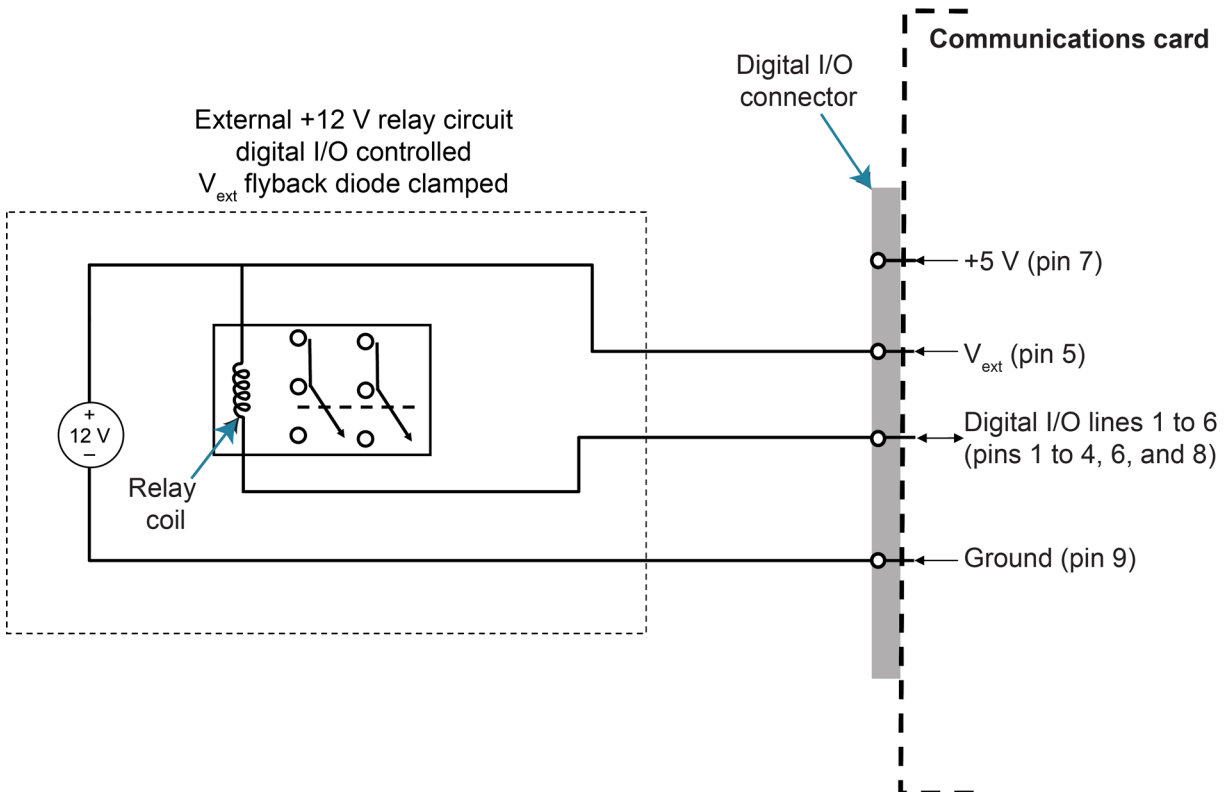 Communications card
Digital I/O
connector
External +12 V relay circuit
digital I/O controlled
Vext flyback diode clamped
+5 V (pin 7)
Vext (pin 5)
+
12 V
–
Digital I/O lines 1 to 6
(pins 1 to 4, 6, and 8)
Relay
coil
Ground (pin 9)